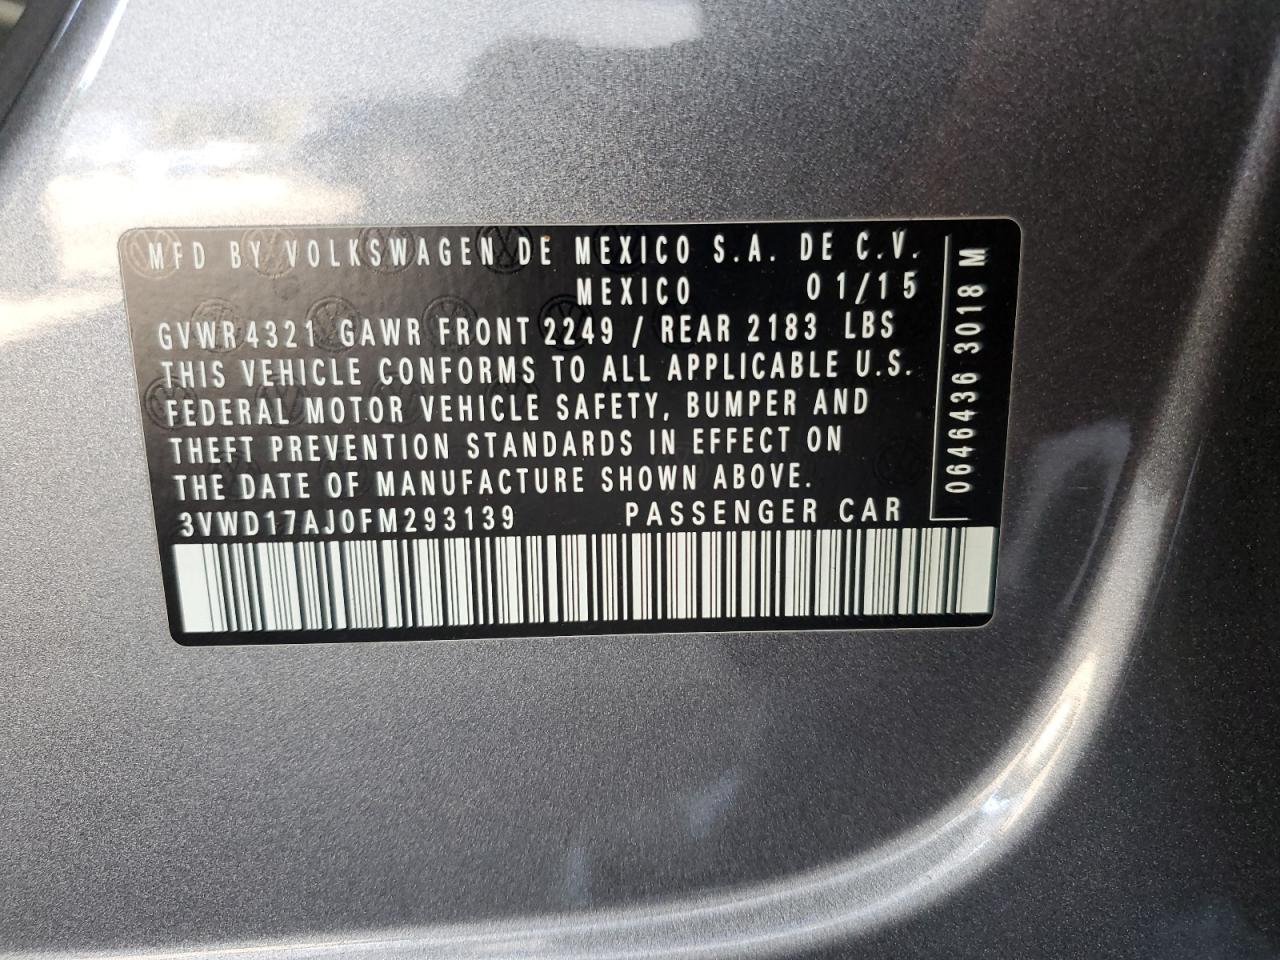 MFD BY VOLKSWAGEN DE MEXICO S.A. DE C.V.
MEXICO 01/15
GVWR 4321 GAWR FRONT 2249 / REAR 2183 LBS
THIS VEHICLE CONFORMS TO ALL APPLICABLE U.S.
FEDERAL MOTOR VEHICLE SAFETY, BUMPER AND
THEFT PREVENTION STANDARDS IN EFFECT ON
THE DATE OF MANUFACTURE SHOWN ABOVE.
3VWD17AJ0FM293139 PASSENGER CAR
0646436 3018 M